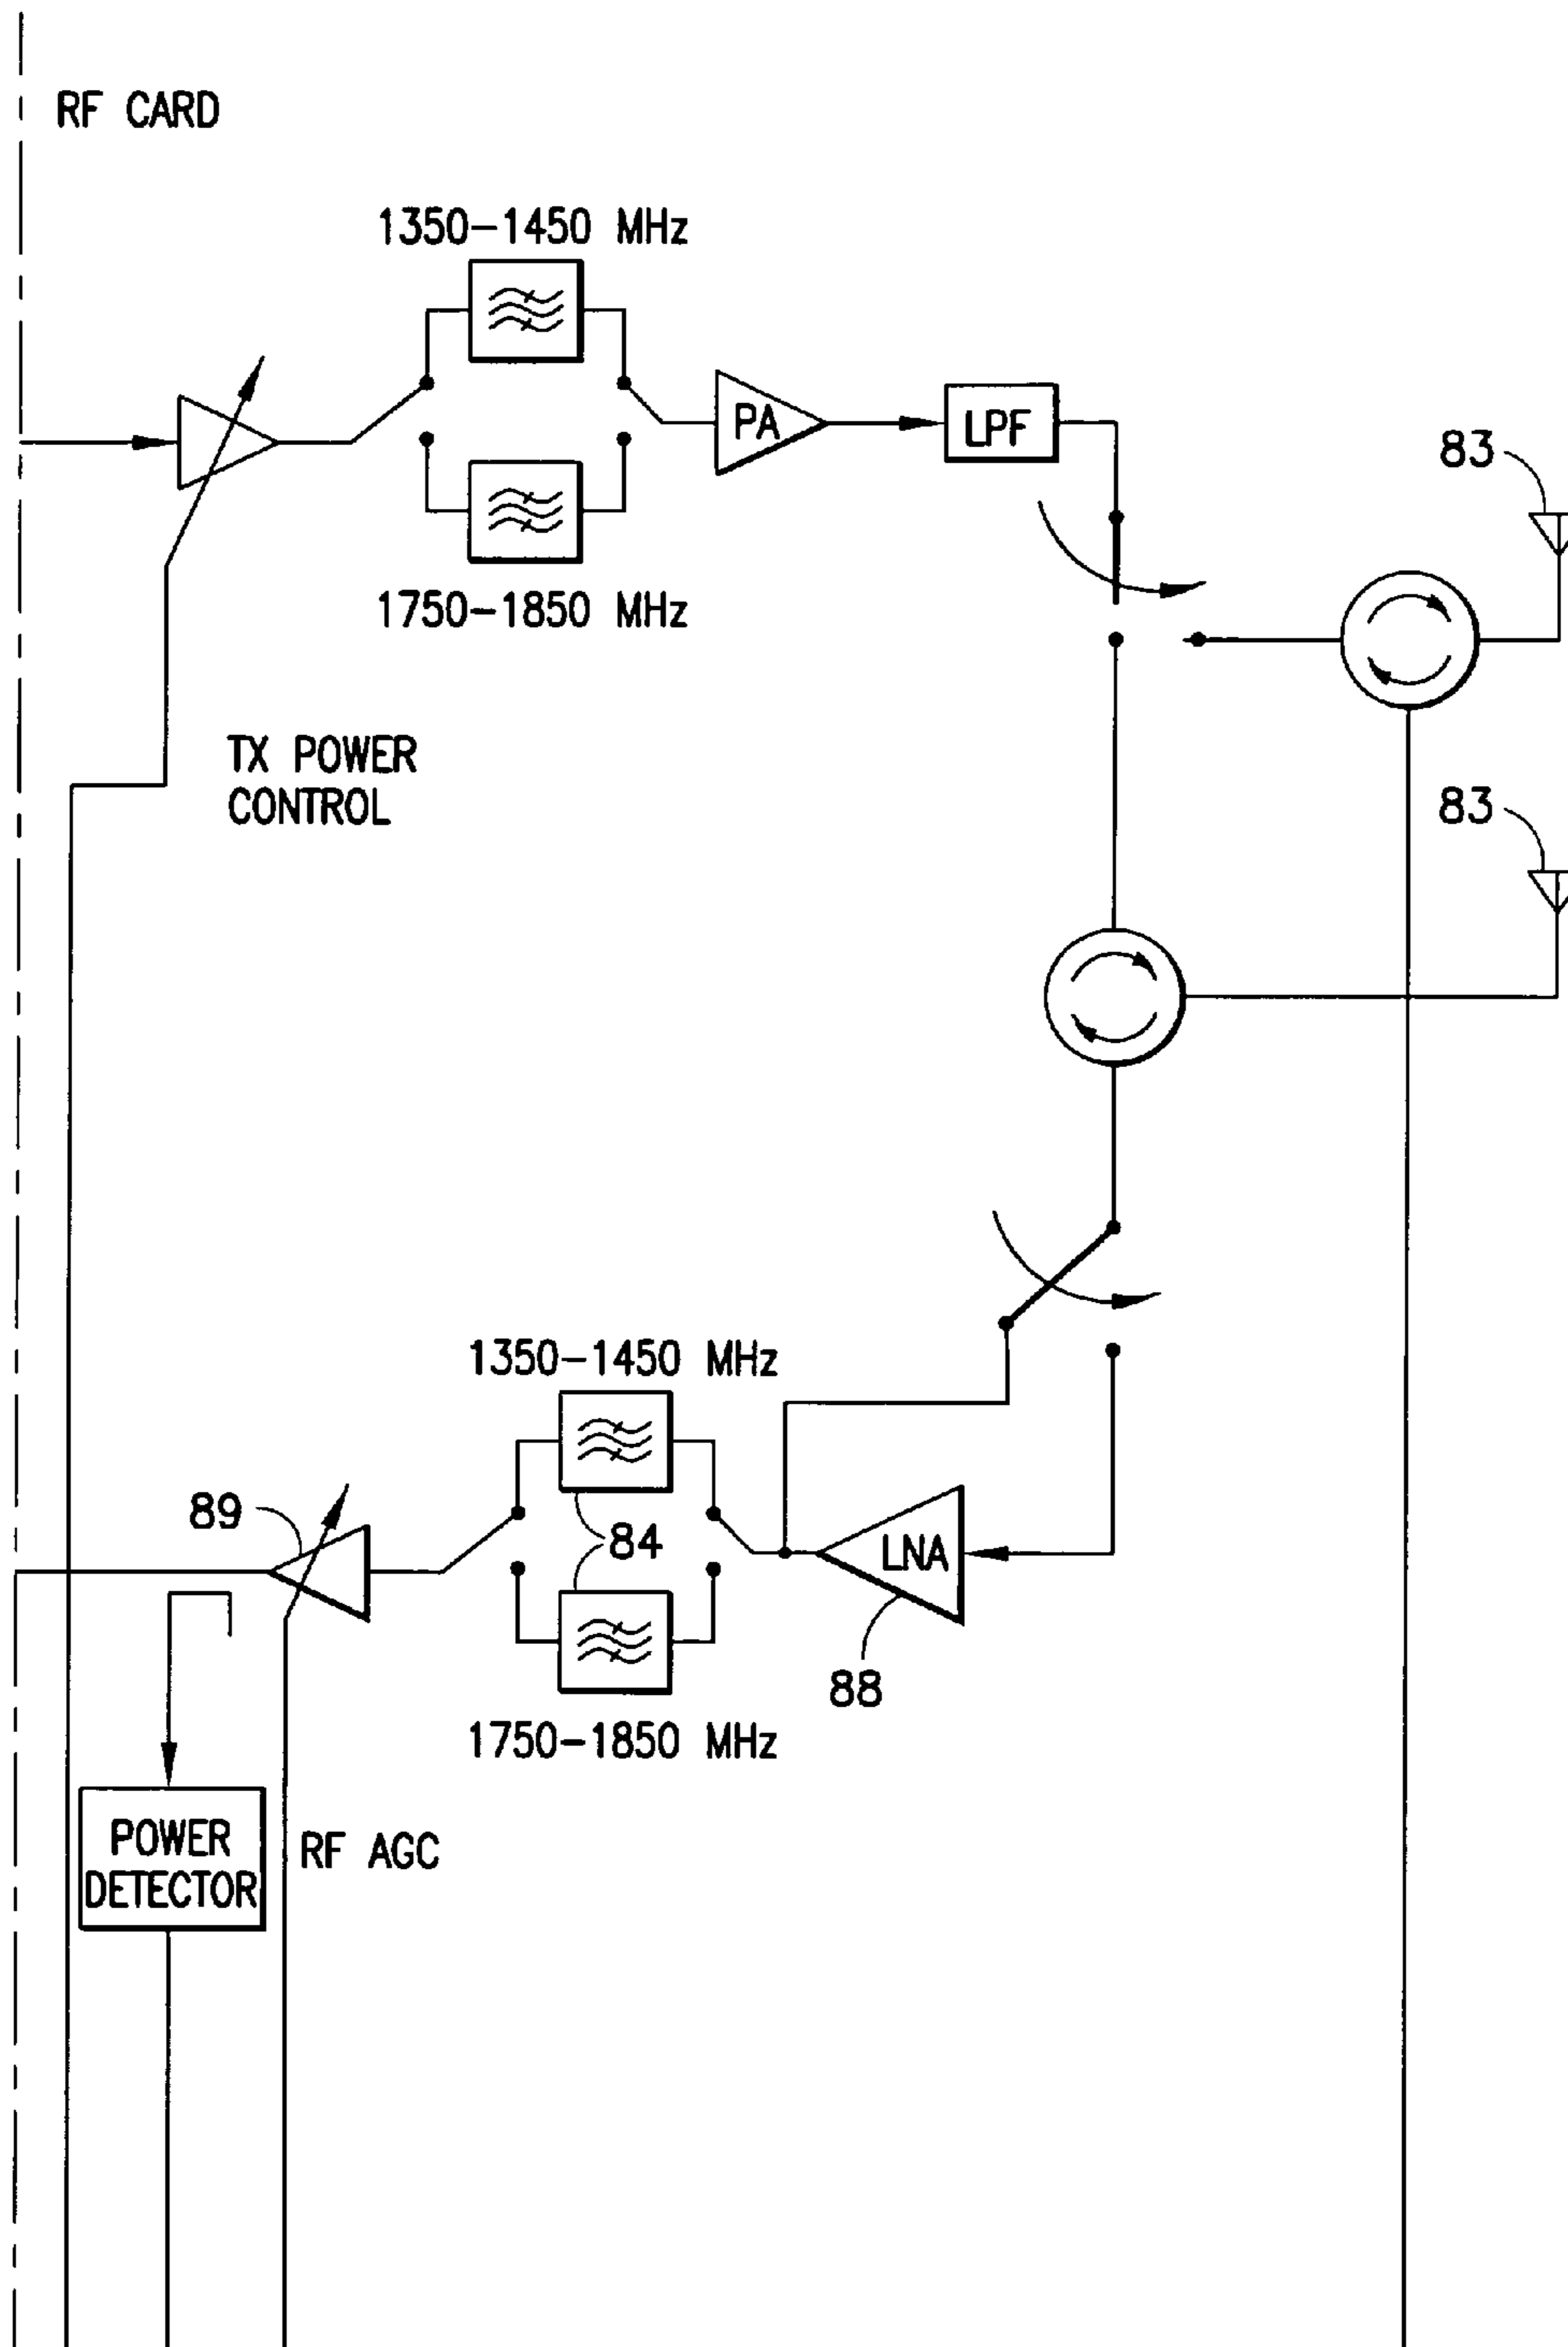 RF CARD
1350-1450 MHz
PA
LPF
83
1750-1850 MHz
TX POWER
CONTROL
83
1350-1450 MHz
89
84
LNA
88
1750-1850 MHz
POWER
DETECTOR
RF AGC